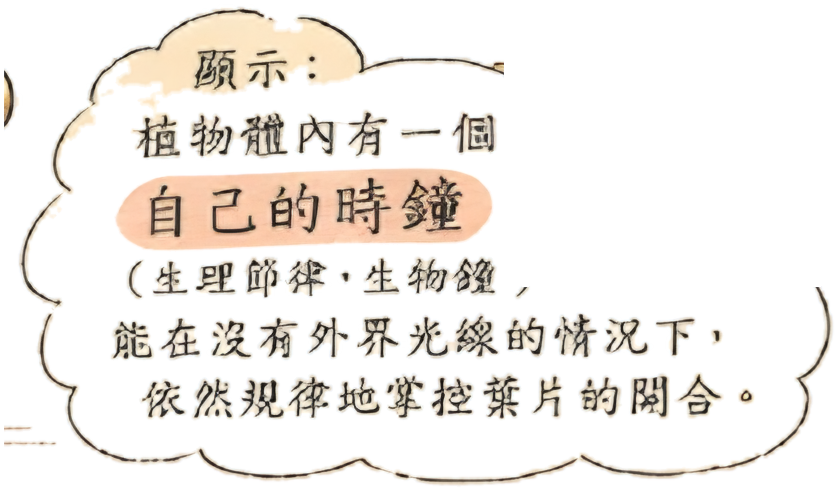 顯示：
植物體內有一個
自己的時鐘
(生理節律，生物鐘
能在沒有外界光線的情況下，
依然規律地掌控葉片的開合。